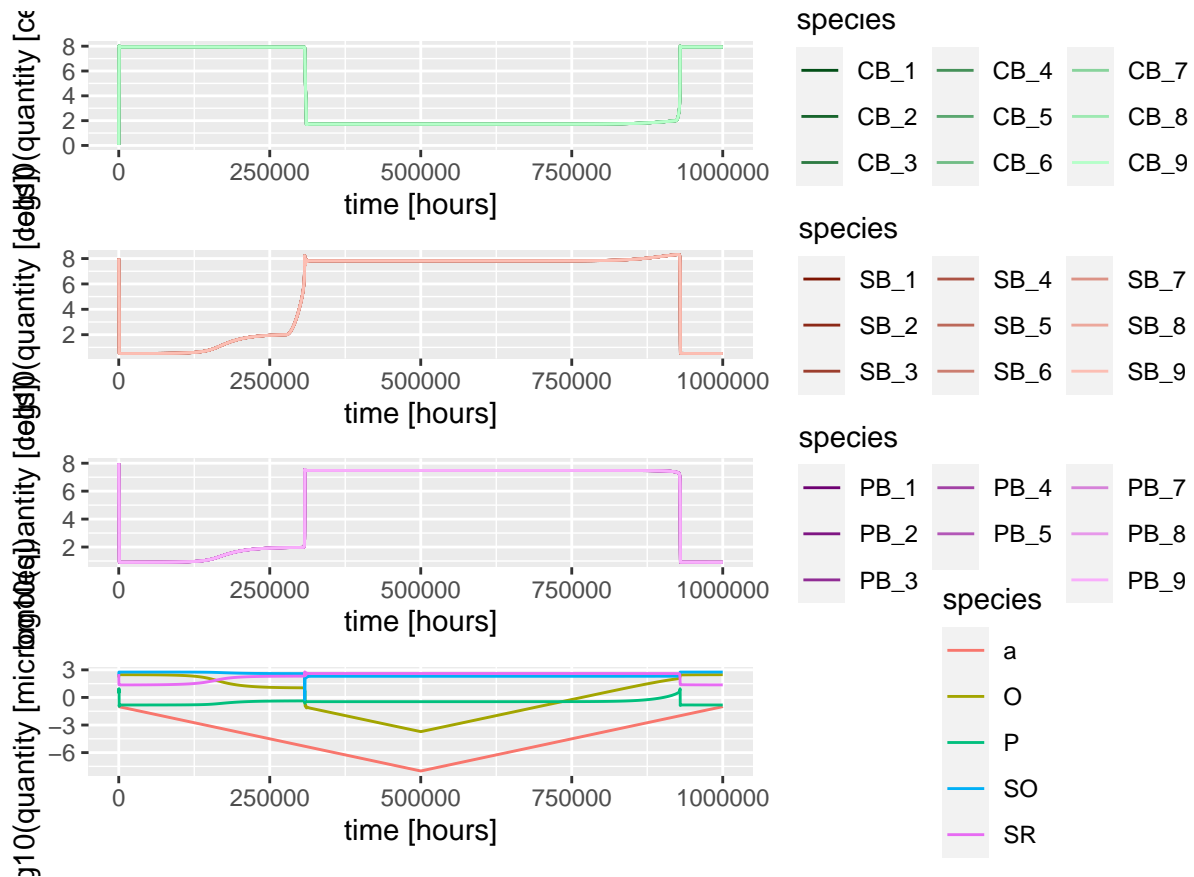 species
CB_1 CB_4 CB_7
CB_2 CB_5 CB_8
CB_3 CB_6 CB_9
8
6
4
2
0
0 250000 500000 750000 1000000
time [hours]
species
SB_1 SB_4 SB_7
SB_2 SB_5 SB_8
SB_3 SB_6 SB_9
8
6
4
2
0 250000 500000 750000 1000000
time [hours]
species
PB_1 PB_4 PB_7
PB_2 PB_5 PB_8
PB_3 PB_9
8
6
4
2
0 250000 500000 750000 1000000
time [hours]
species
a
O
P
SO
SR
3
0
−3
−6
0 250000 500000 750000 1000000
time [hours]
g10(quantity [